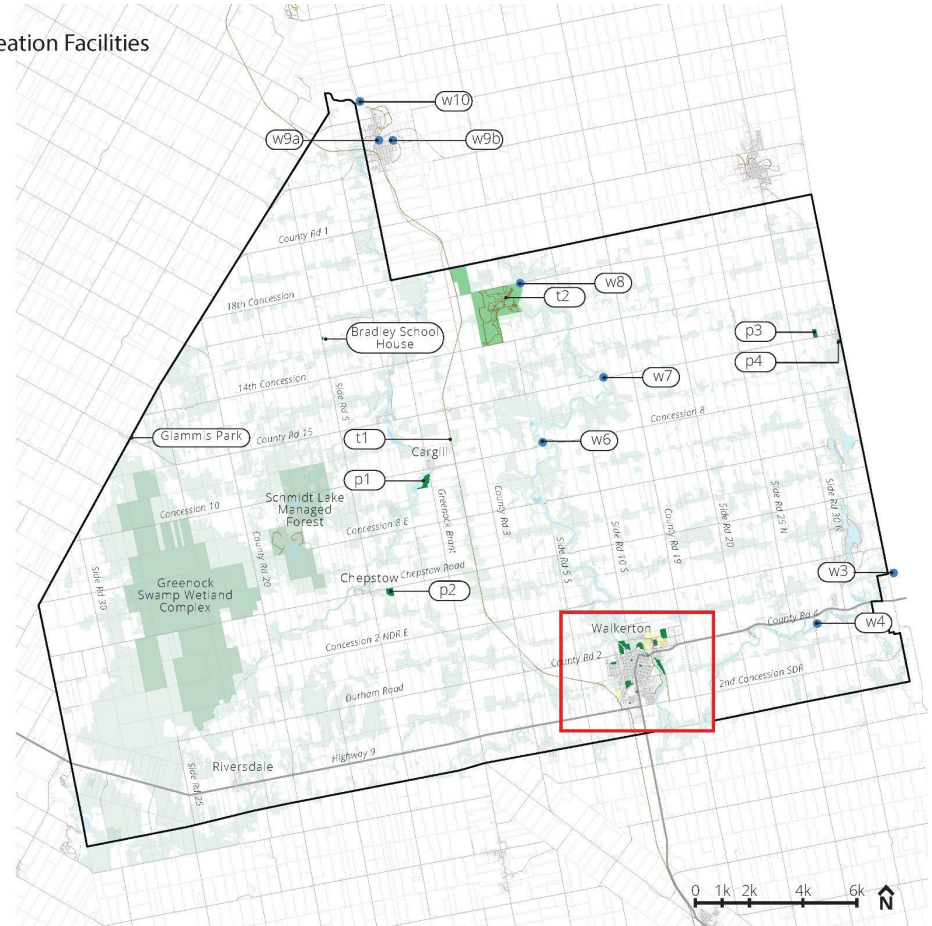 eation Facilities
w10
w9a
w9b
County Rd 1
18th Concession
w8
t2
Bradley School
House
p3
p4
14th Concession
Side Rd 5
w7
Concession 8
Glammis Park
County Rd 15
t1
Cargill
w6
p1
Schmidt Lake
Managed
Forest
Concession 10
Concession 8 E
Greenock Brant
County Rd 3
Side Rd 5 S
Side Rd 10 S
County Rd 19
Side Rd 20
Side Rd 25 N
Side Rd 30 N
County Rd 20
Side Rd 30
Greenock
Swamp Wetland
Complex
Chepstow
Chepstow Road
p2
w3
w4
County Rd 4
Walkerton
Concession 2 NDR E
County Rd 2
2nd Concession SDR
Durham Road
Highway 9
Riversdale
Side Rd 25
0 1k 2k 4k 6k
N